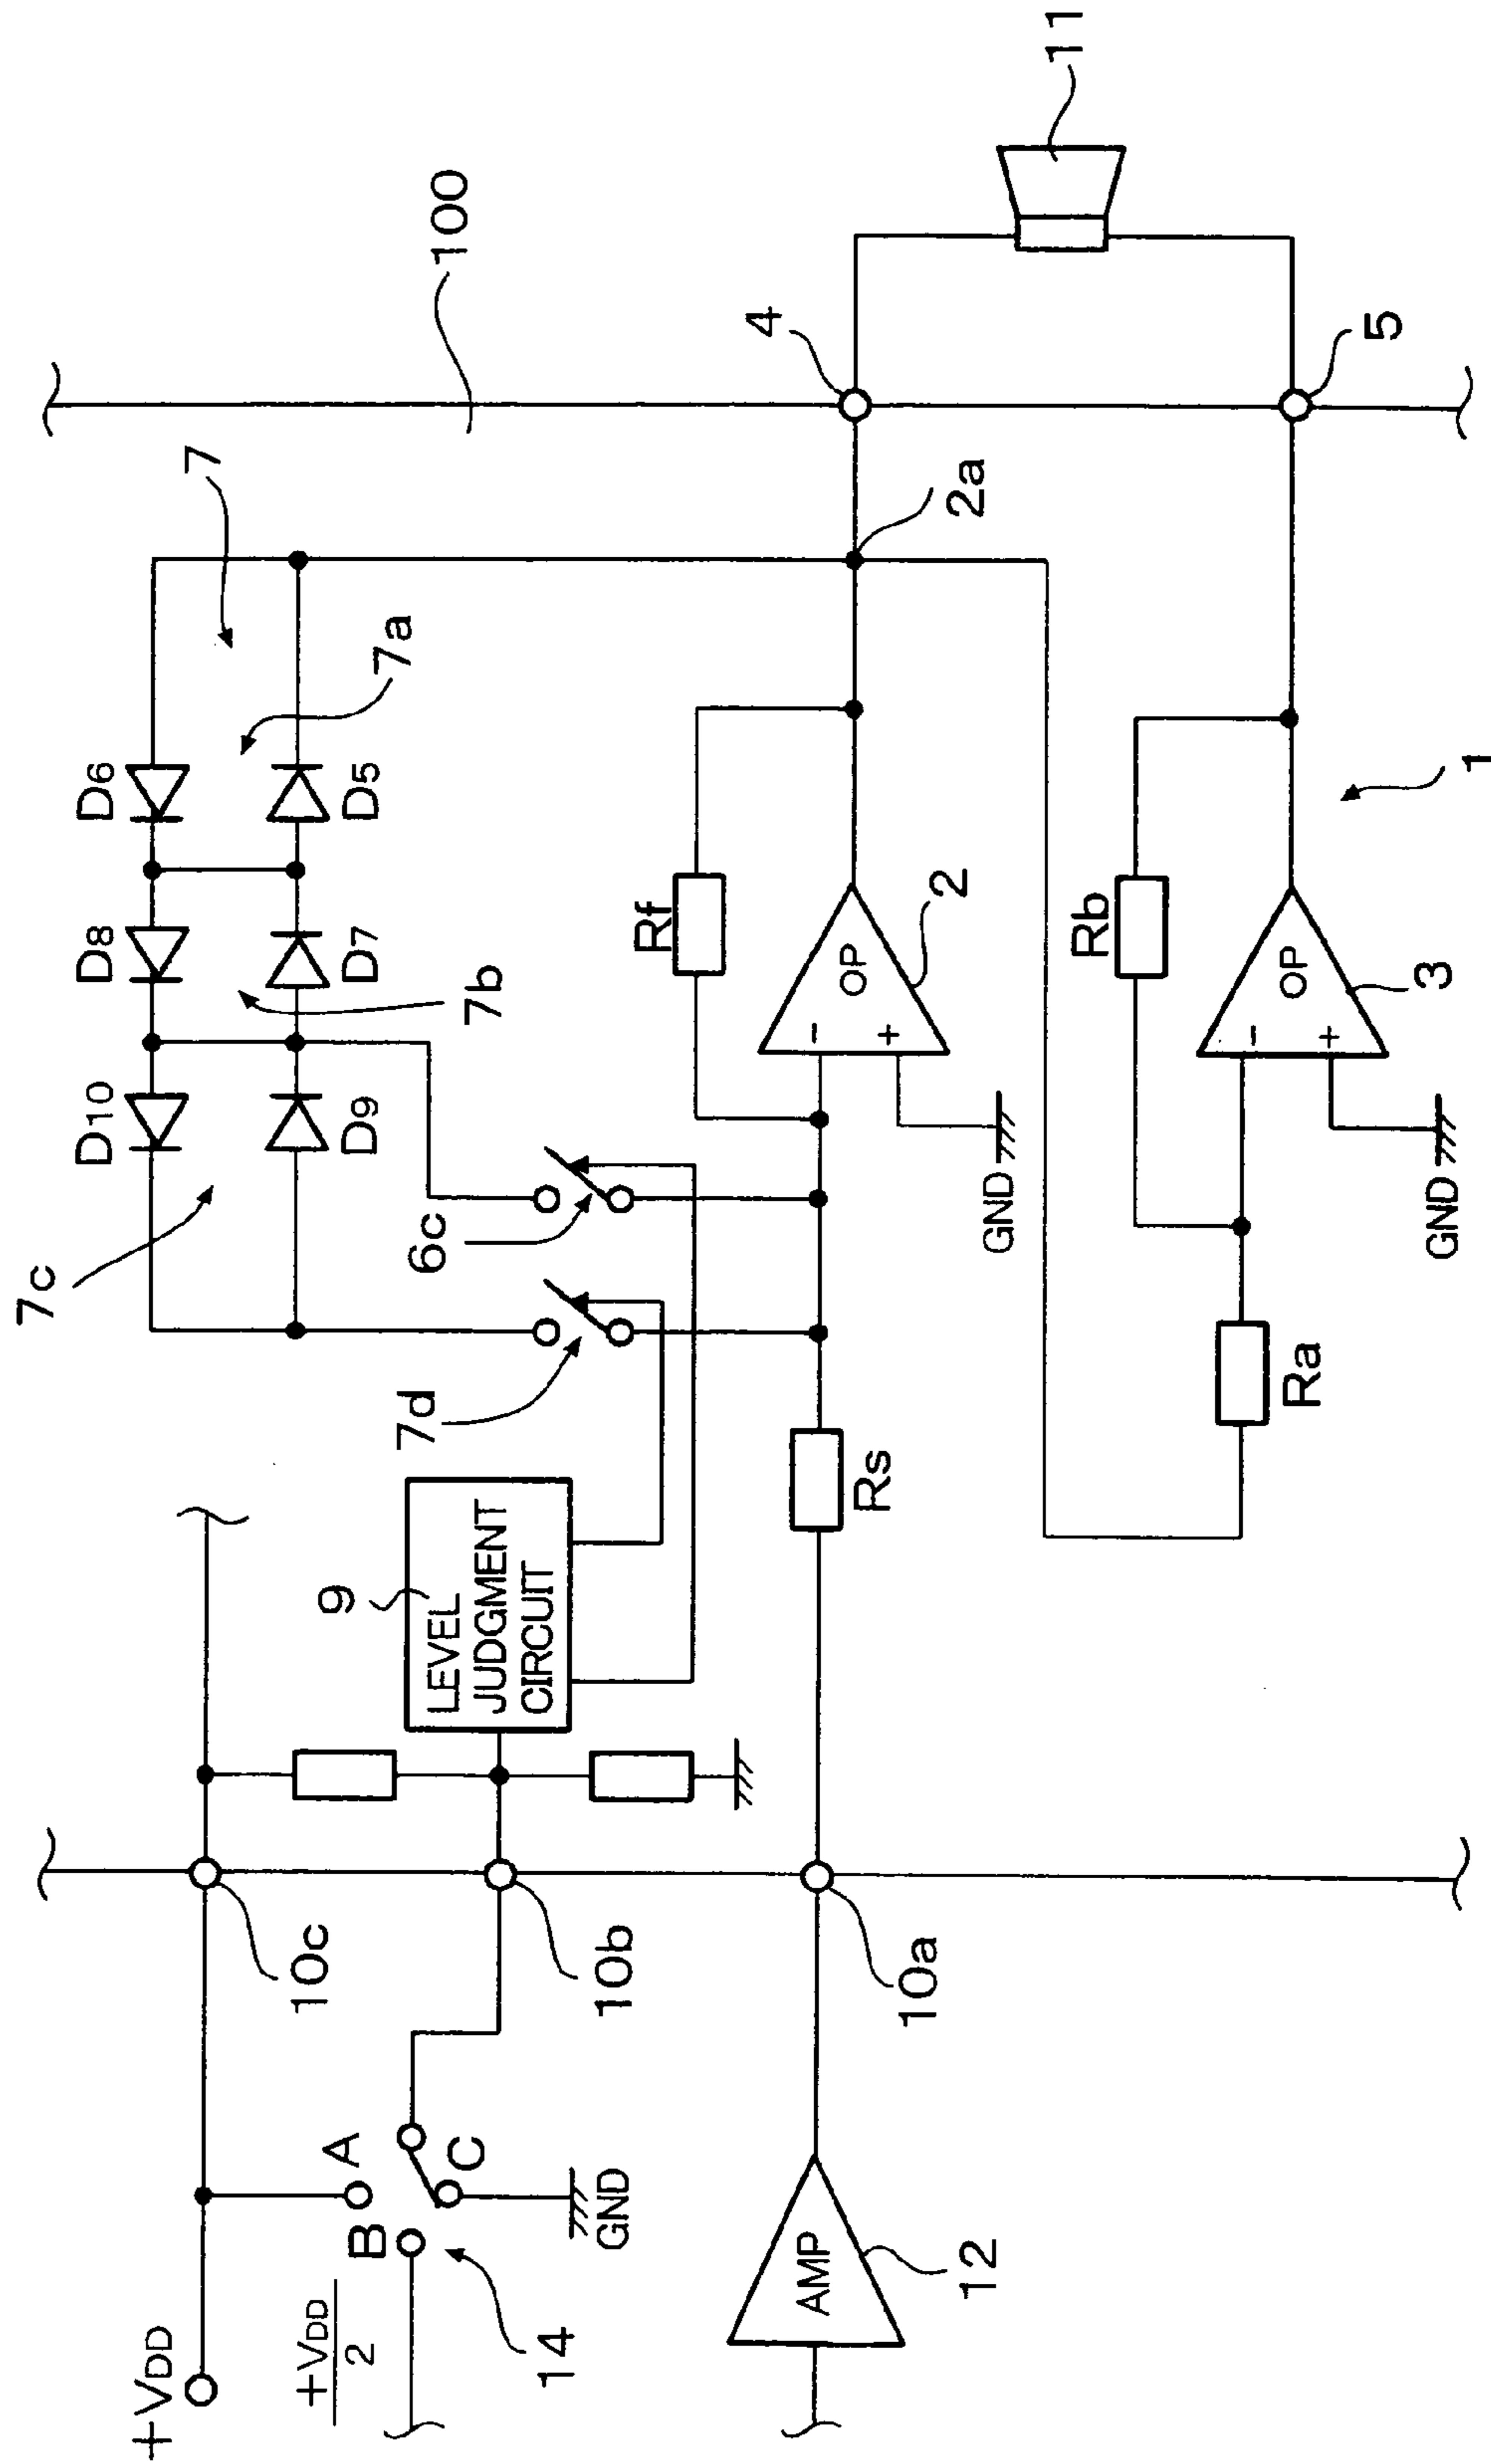 +VDD
+VDD
2
A
B
C
GND
14
AMP
12
10c
10b
10a
9
LEVEL
JUDGMENT
CIRCUIT
7d
6c
7c
D10
D9
7b
D8
D7
D6
D5
7a
7
100
Rs
Rf
OP
-
+
2
GND
2a
4
11
5
Ra
Rb
OP
-
+
3
GND
1